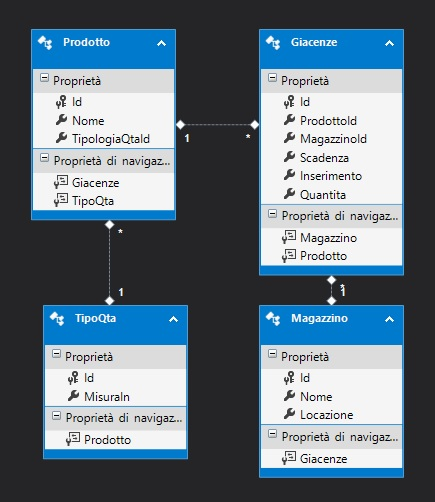 Prodotto
Proprietà
Id
Nome
TipologiaQtaId
Proprietà di navigaz...
Giacenze
TipoQta
Giacenze
Proprietà
Id
ProdottoId
MagazzinoId
Scadenza
Inserimento
Quantita
Proprietà di navigaz...
Magazzino
Prodotto
1
*
*
1
*
1
TipoQta
Proprietà
Id
MisuraIn
Proprietà di navigaz...
Prodotto
Magazzino
Proprietà
Id
Nome
Locazione
Proprietà di navigaz...
Giacenze